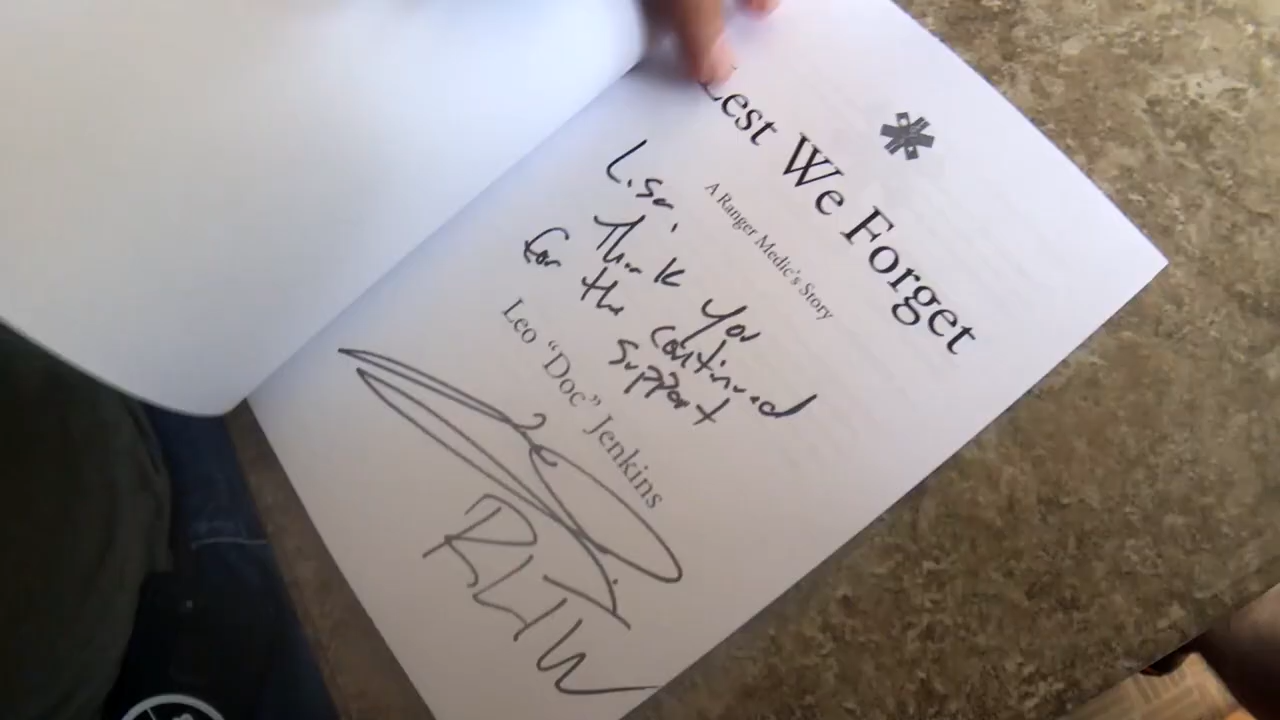 Lest We Forget
A Ranger Medic's Story
Lisa,
Thank you
for the continued
support
Leo “Doc” Jenkins
RLTW